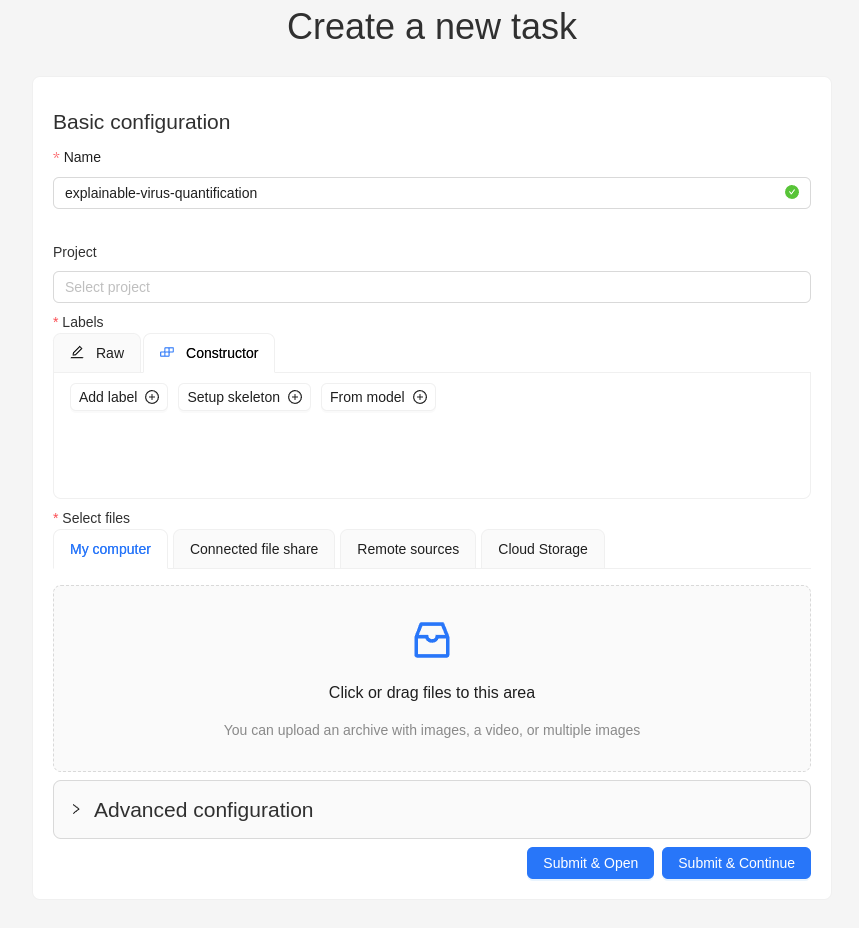 Create a new task
Basic configuration
* Name
explainable-virus-quantification
Project
Select project
* Labels
Raw Constructor
Add label Setup skeleton From model
* Select files
My computer Connected file share Remote sources Cloud Storage
Click or drag files to this area
You can upload an archive with images, a video, or multiple images
Advanced configuration
Submit & Open Submit & Continue